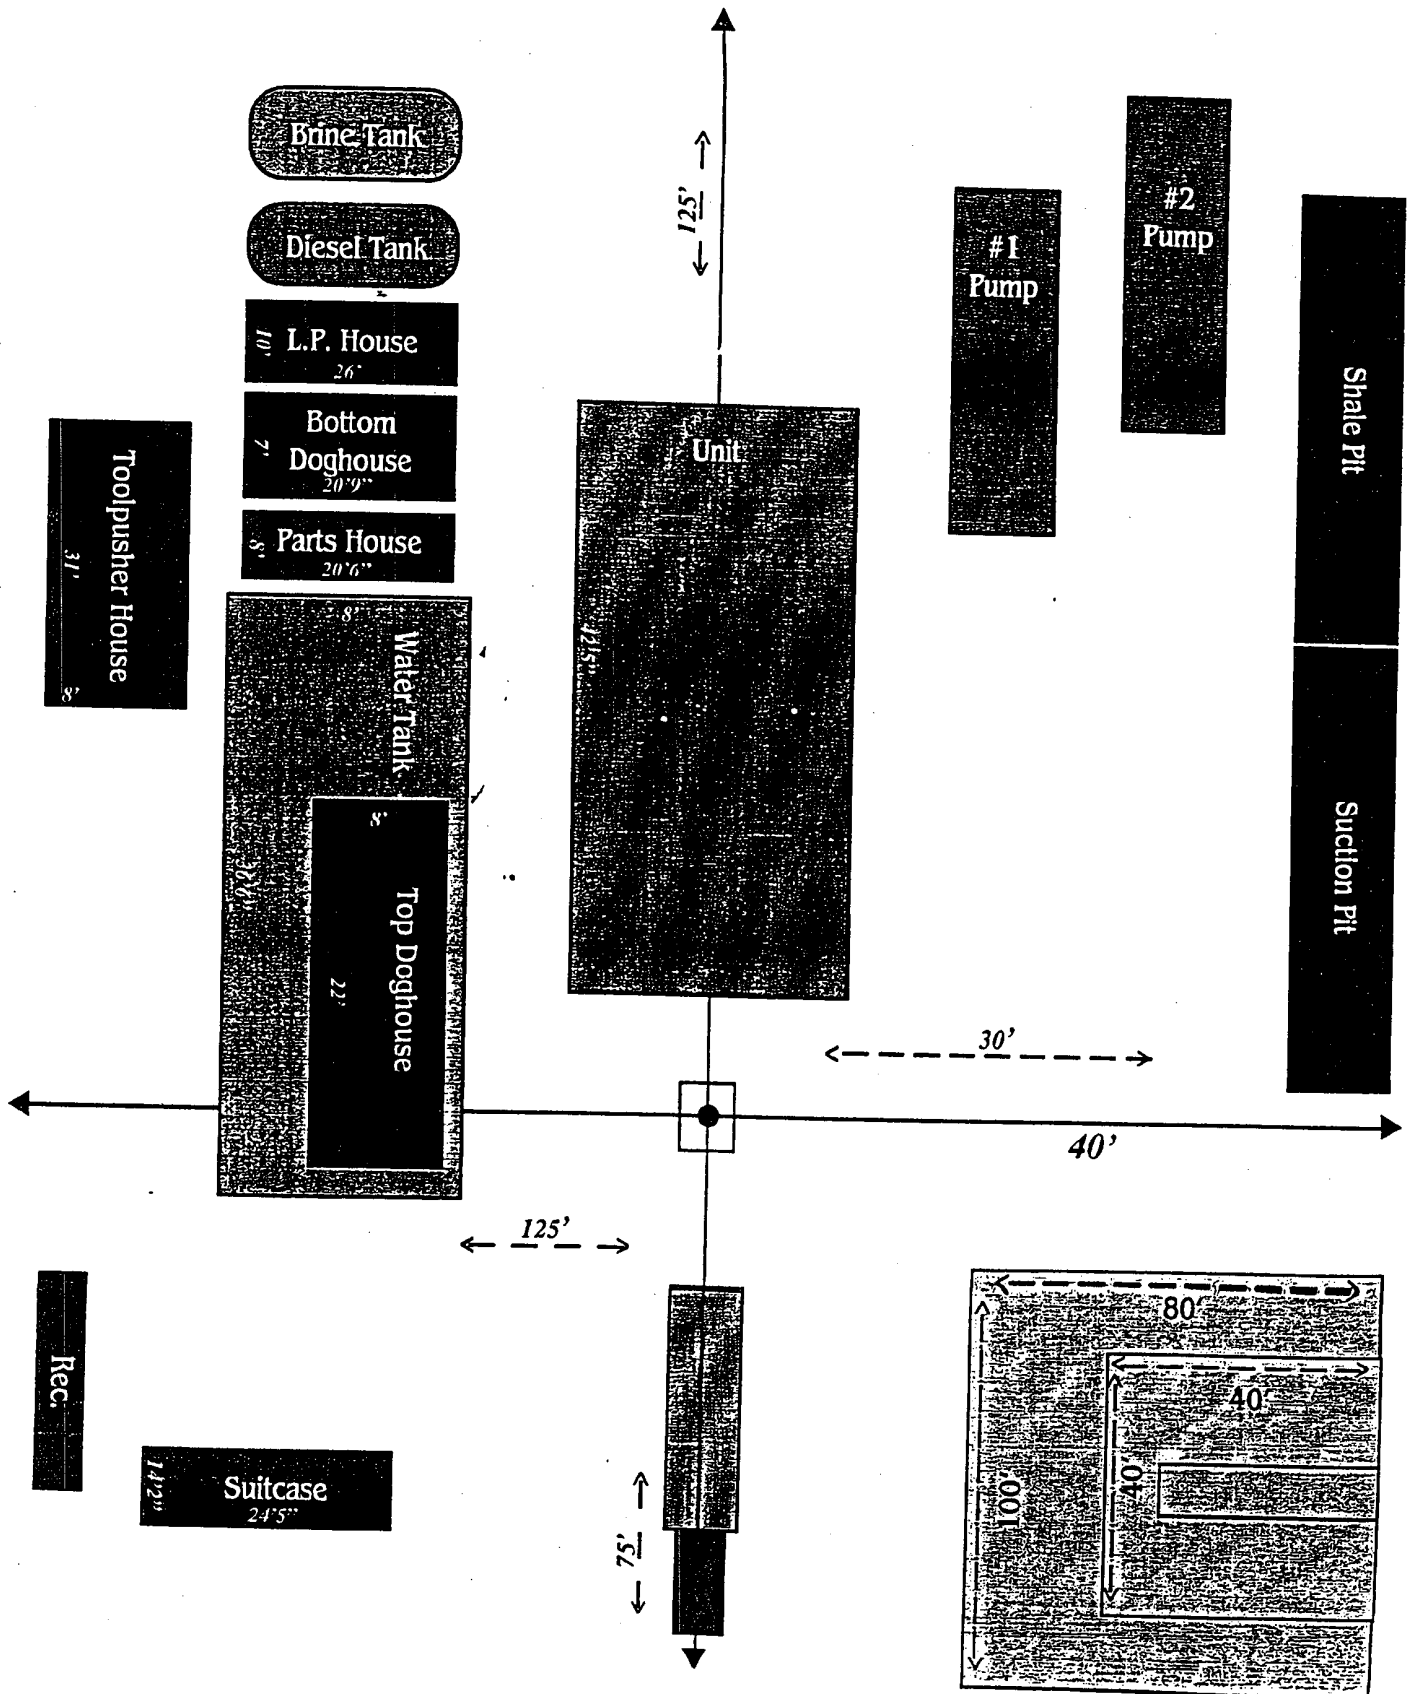 Brine Tank
Diesel Tank
L.P. House
10'
26'
Bottom
Doghouse
7'
20'9"
Parts House
8'
20'6"
Toolpusher House
31'
8'
8'
Water Tank
8'
Top Doghouse
22'
125'
Unit
42'5"
#1
Pump
#2
Pump
Shale Pit
Suction Pit
30'
40'
125'
75'
Rec.
Suitcase
14'2"
24'5"
80'
40'
40'
100'